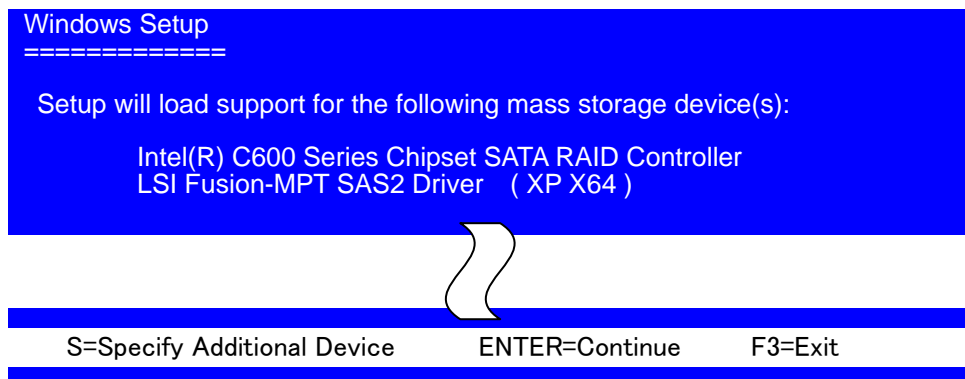 Windows Setup
=============
Setup will load support for the following mass storage device(s):
Intel(R) C600 Series Chipset SATA RAID Controller
LSI Fusion-MPT SAS2 Driver ( XP X64 )
S=Specify Additional Device ENTER=Continue F3=Exit